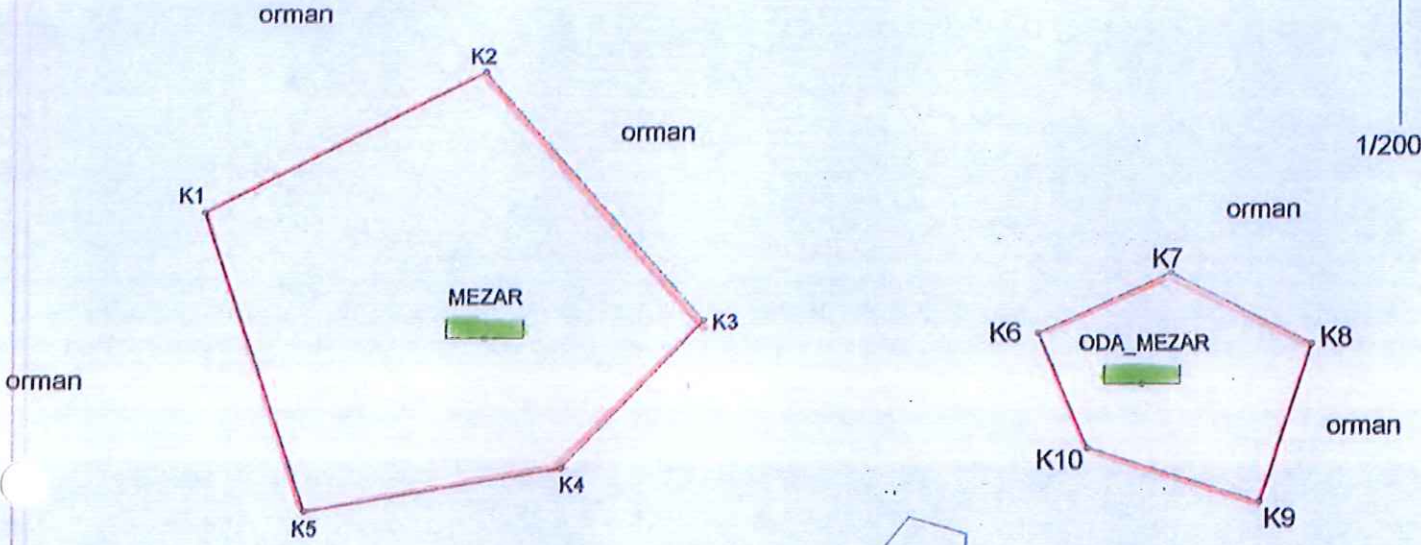 orman
K2
orman
1/200
K1
orman
K7
MEZAR
K3
K6
ODA_MEZAR
K8
orman
orman
K10
K4
K9
K5